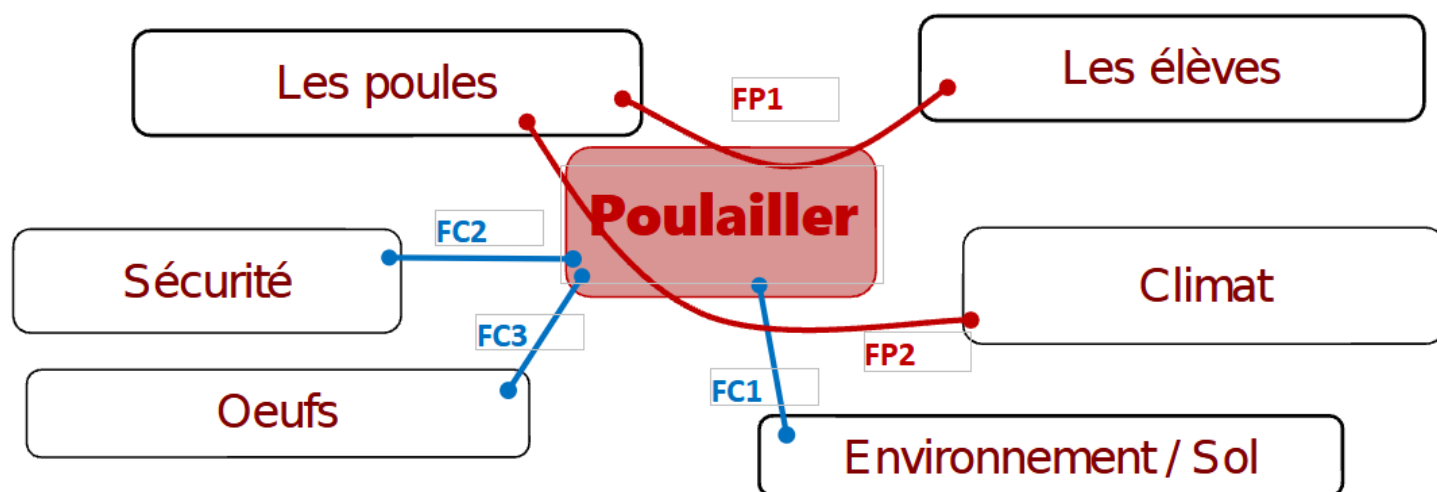 Les poules
Les élèves
FP1
Poulailler
FC2
Sécurité
Climat
FC3
FP2
Oeufs
FC1
Environnement / Sol